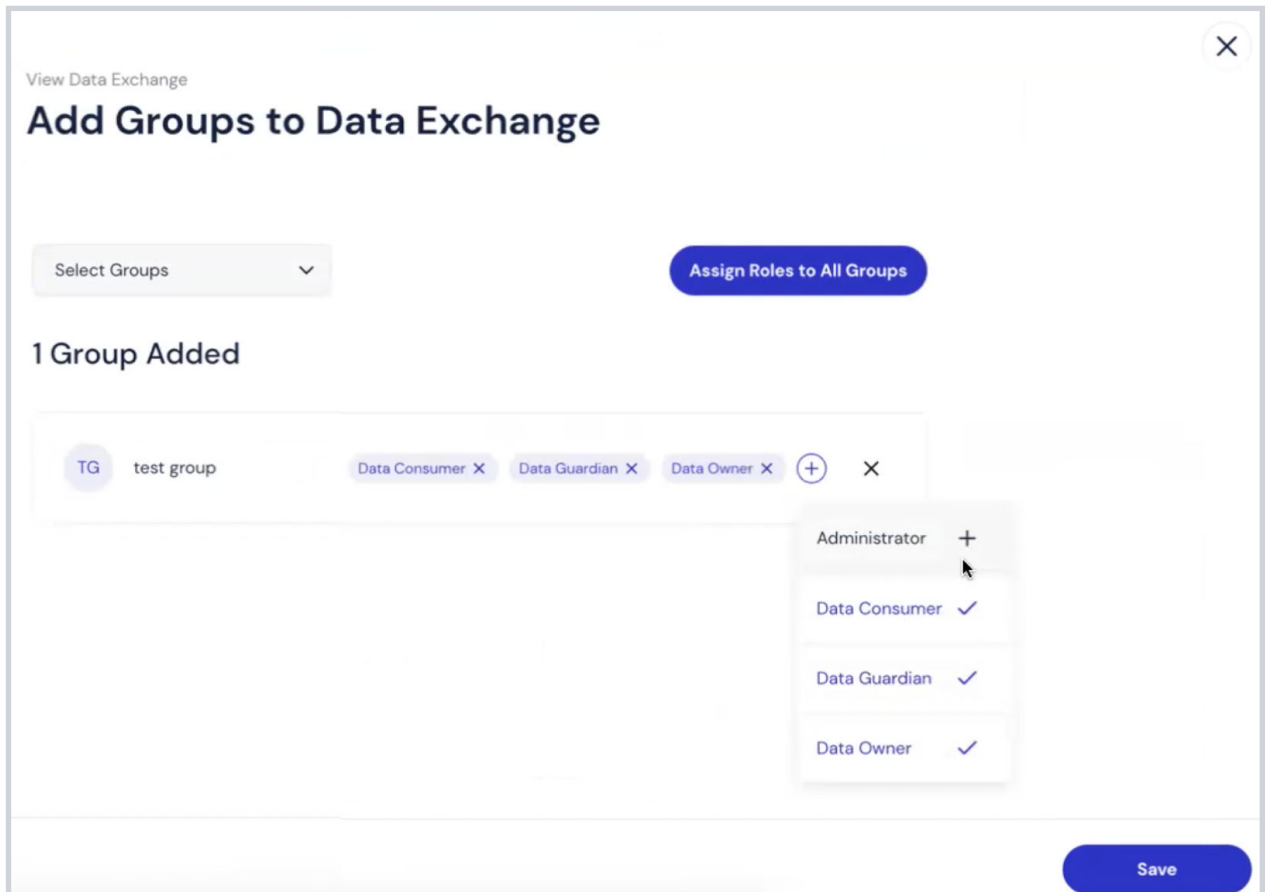 View Data Exchange
Add Groups to Data Exchange
Select Groups
Assign Roles to All Groups
1 Group Added
TG test group Data Consumer Data Guardian Data Owner
Administrator
Data Consumer
Data Guardian
Data Owner
Save